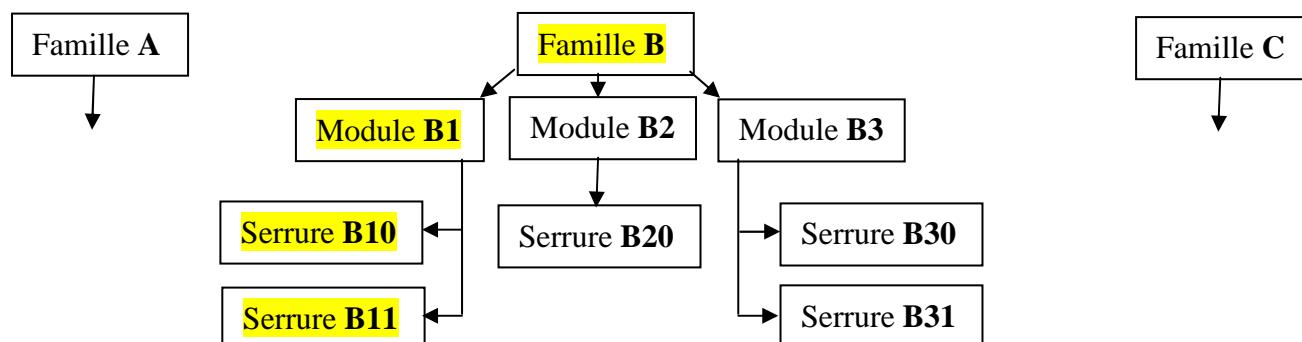 Famille A
Famille B
Famille C
Module B1
Module B2
Module B3
Serrure B10
Serrure B20
Serrure B30
Serrure B11
Serrure B31